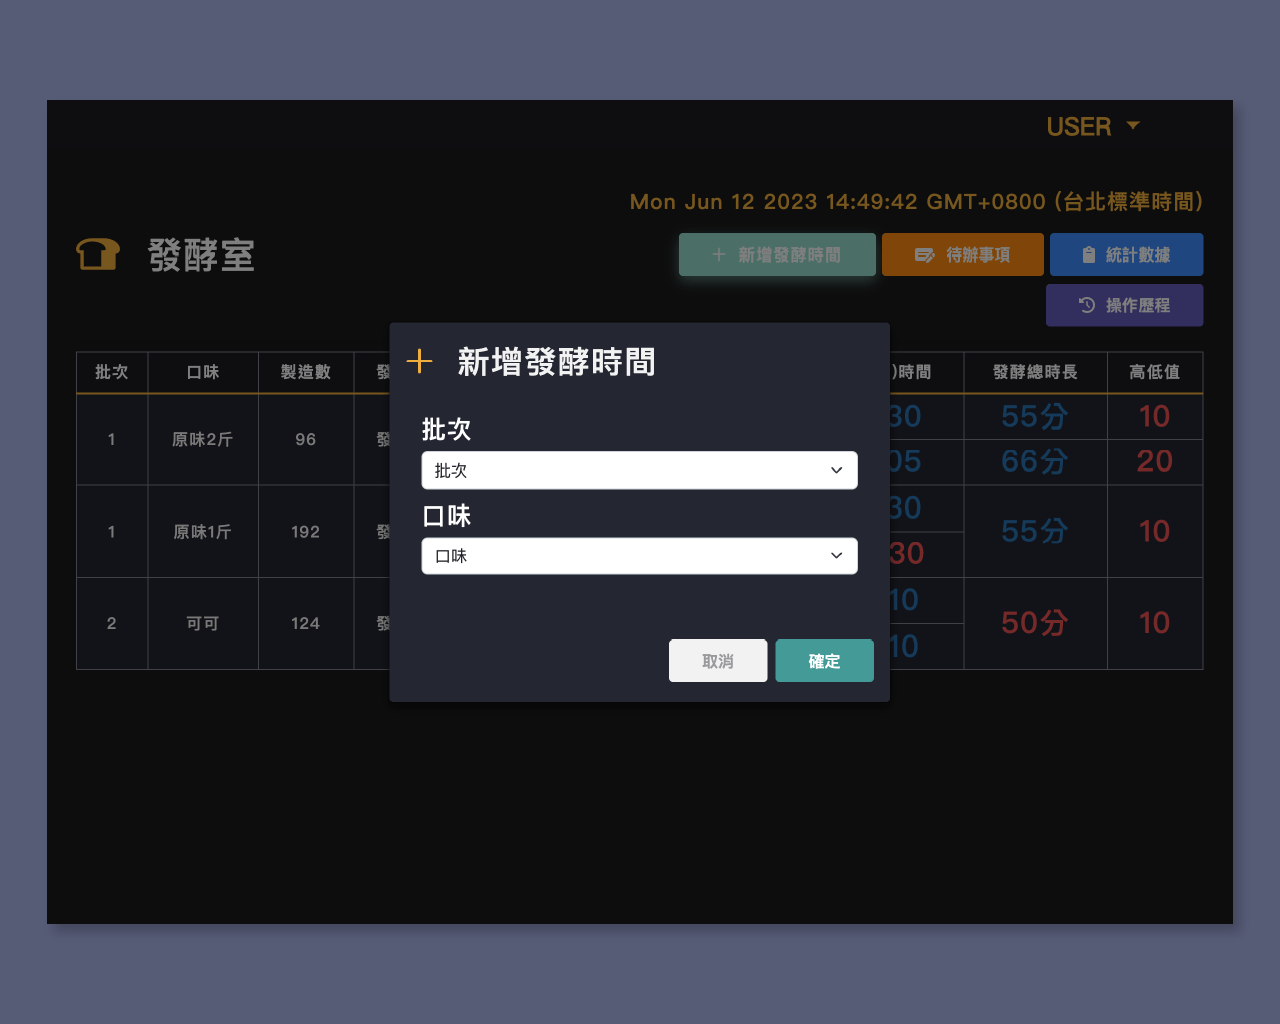 USER
Mon Jun 12 2023 14:49:42 GMT+0800 (台北標準時間)
發酵室
新增發酵時間 待辦事項 統計數據
操作歷程
新增發酵時間
批次 口味 製造數 發 )時間 發酵總時長 高低值
批次
批次
口味
口味
取消 確定
1 原味2斤 96 發 30 55分 10
05 66分 20
1 原味1斤 192 發 30 55分 10
30
2 可可 124 發 10 50分 10
10